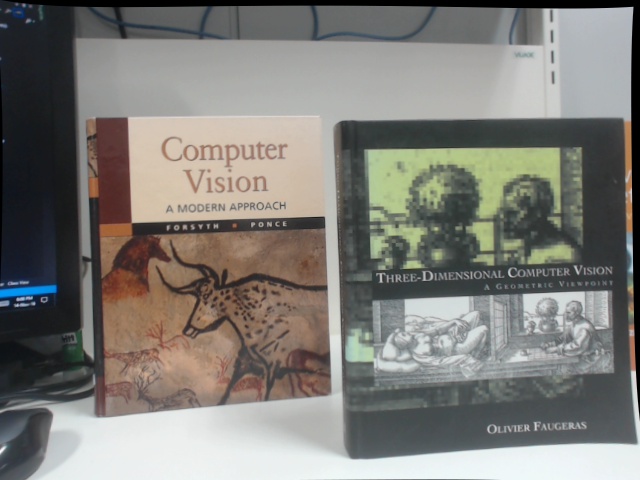 Computer
Vision
A MODERN APPROACH
FORSYTH ▪ PONCE
THREE-DIMENSIONAL COMPUTER VISION
A GEOMETRIC VIEWPOINT
OLIVIER FAUGERAS